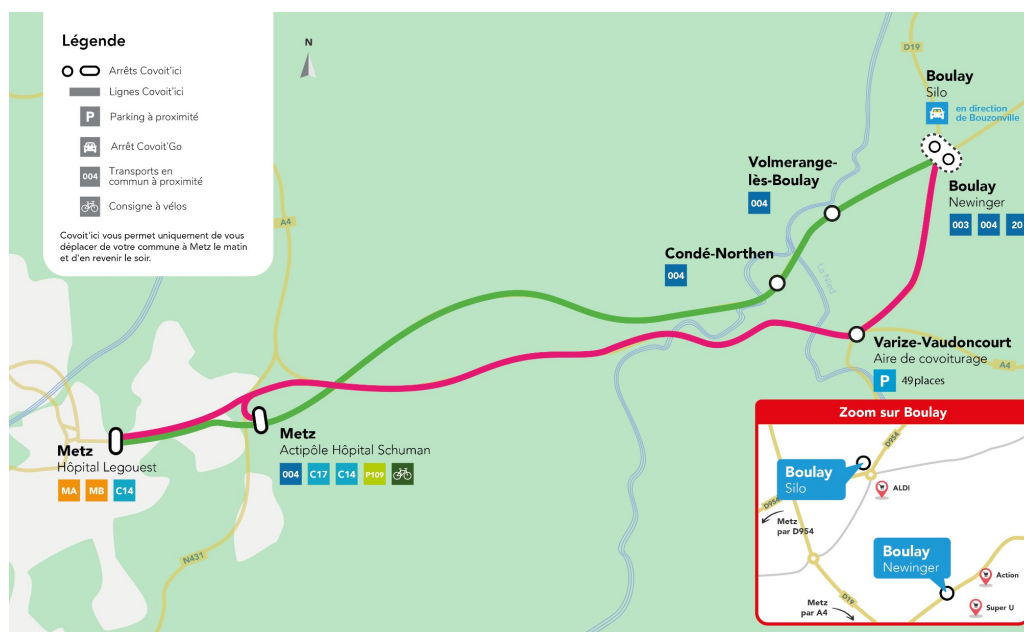 Légende
Arrêts Covoit'ici
Lignes Covoit'ici
P
Parking à proximité
Arrêt Covoit'Go
004
Transports en
commun à proximité
Consigne à vélos
Covoit'ici vous permet uniquement de vous
déplacer de votre commune à Metz le matin
et d'en revenir le soir.
N
D19
Boulay
Silo
en direction
de Bouzonville
Volmerange-
lès-Boulay
004
Boulay
Newinger
003 004 20
A4
Condé-Northen
004
La Nied
Varize-Vaudoncourt
Aire de covoiturage
A4
P 49places
Metz
Actipôle Hôpital Schuman
004 C17 C14 P109
Metz
Hôpital Legouest
MA MB C14
N431
Zoom sur Boulay
D954
Boulay
Silo
ALDI
D954
Metz
par D954
Boulay
Newinger
Action
D19
Metz
par A4
Super U